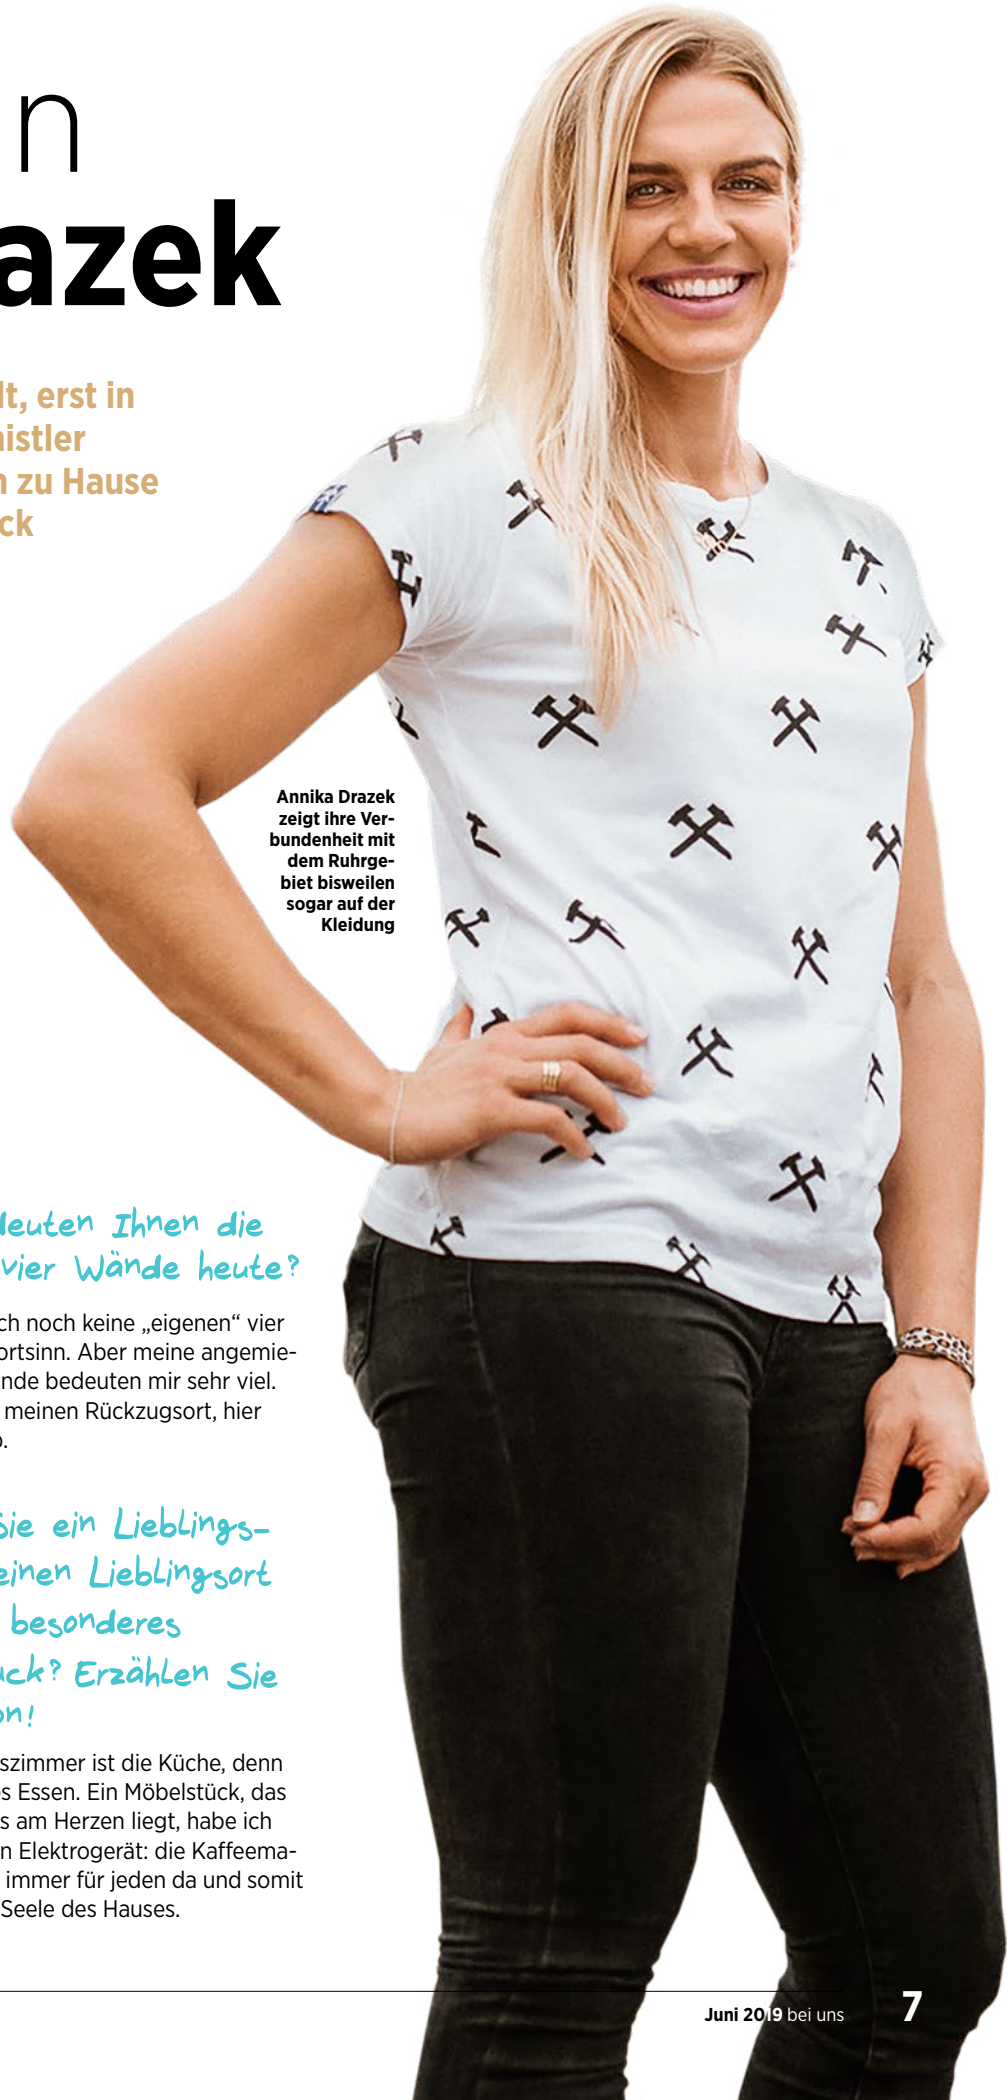 n
azek
lt, erst in
nistler
n zu Hause
ck
Annika Drazek
zeigt ihre Ver-
bundenheit mit
dem Ruhrge-
biet bisweilen
sogar auf der
Kleidung
deuten Ihnen die
vier Wände heute?
ch noch keine „eigenen“ vier
ortsinn. Aber meine angemie-
nde bedeuten mir sehr viel.
meinen Rückzugsort, hier
o.
Sie ein Lieblings-
einen Lieblingsort
besonderes
uck? Erzählen Sie
on!
szimmer ist die Küche, denn
es Essen. Ein Möbelstück, das
s am Herzen liegt, habe ich
n Elektrogerät: die Kaffeema-
immer für jeden da und somit
Seele des Hauses.
Juni 2019 bei uns 7